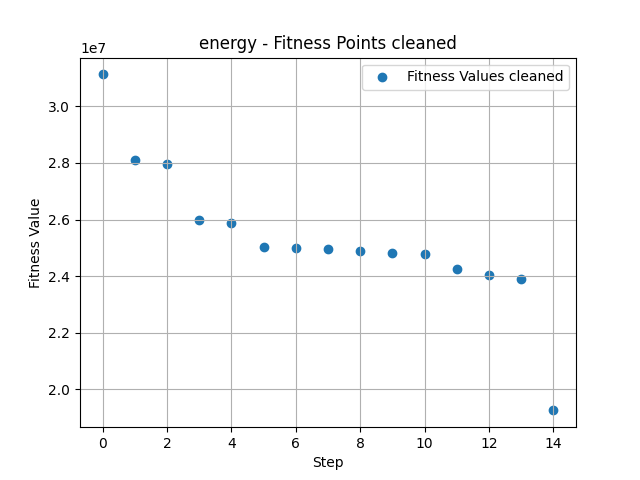 energy - Fitness Points cleaned
1e7
Fitness Values cleaned
3.0
2.8
2.6
2.4
2.2
2.0
Fitness Value
0 2 4 6 8 10 12 14
Step